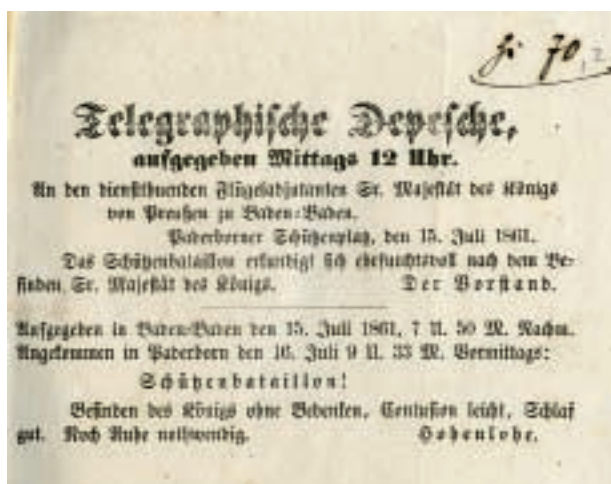 fi 70,2
Telegraphische Depesche,
aufgegeben Mittags 12 Uhr.
An den dienstthuenden Flügeladjutanten Sr. Majestät des Königs
von Preußen zu Baden-Baden.
Paderborner Schützenplatz, den 15. Juli 1861.
Das Schützenbataillon erkundigt sich ehrfurchtsvoll nach dem Be-
finden Sr. Majestät des Königs. Der Vorstand.
Aufgegeben in Baden-Baden den 15. Juli 1861, 7 U. 50 M. Nachm.
Angekommen in Paderborn den 16. Juli 9 U. 33 M. Vormittags:
Schützenbataillon!
Befinden des Königs ohne Bedenken, Contusion leicht, Schlaf
gut. Noch Ruhe nothwendig. Hohenlohe.